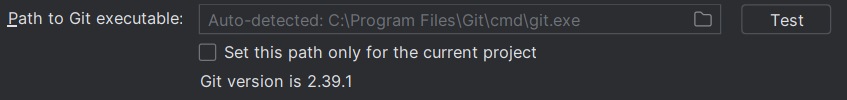 Path to Git executable: Auto-detected: C:\Program Files\Git\cmd\git.exe Test
Set this path only for the current project
Git version is 2.39.1